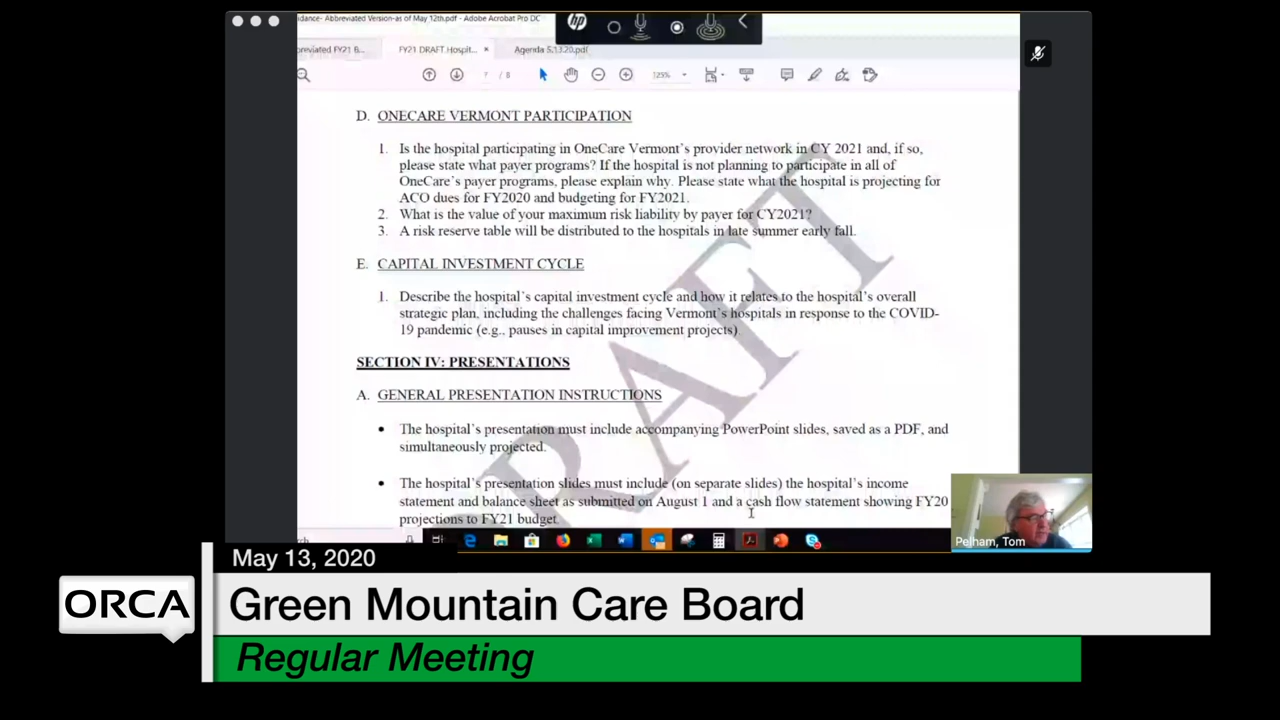 idance- Abbreviated Version-as of May 12th.pdf - Adobe Acrobat Pro DC
hp
reviated FY21 B...
FY21 DRAFT Hospit... ×
Agenda 5.13.20.pdf
7 / 8
125%
D. ONECARE VERMONT PARTICIPATION
1. Is the hospital participating in OneCare Vermont's provider network in CY 2021 and, if so,
please state what payer programs? If the hospital is not planning to participate in all of
OneCare's payer programs, please explain why. Please state what the hospital is projecting for
ACO dues for FY2020 and budgeting for FY2021.
2. What is the value of your maximum risk liability by payer for CY2021?
3. A risk reserve table will be distributed to the hospitals in late summer early fall.
E. CAPITAL INVESTMENT CYCLE
1. Describe the hospital's capital investment cycle and how it relates to the hospital's overall
strategic plan, including the challenges facing Vermont's hospitals in response to the COVID-
19 pandemic (e.g., pauses in capital improvement projects)
SECTION IV: PRESENTATIONS
A. GENERAL PRESENTATION INSTRUCTIONS
• The hospital's presentation must include accompanying PowerPoint slides, saved as a PDF, and
simultaneously projected.
• The hospital's presentation slides must include (on separate slides) the hospital's income
statement and balance sheet as submitted on August 1 and a cash flow statement showing FY20
projections to FY21 budget.
DRAFT
Pelham, Tom
May 13, 2020
ORCA
Green Mountain Care Board
Regular Meeting